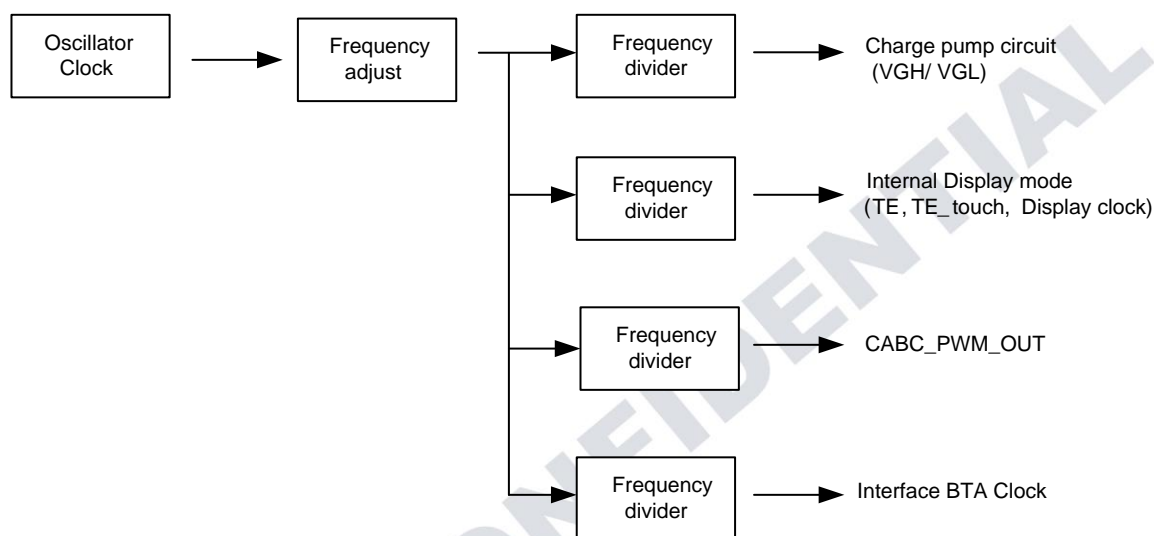 Oscillator
Clock
Frequency
adjust
Frequency
divider
Charge pump circuit
(VGH/ VGL)
Frequency
divider
Internal Display mode
(TE, TE_touch, Display clock)
Frequency
divider
CABC_PWM_OUT
Frequency
divider
Interface BTA Clock